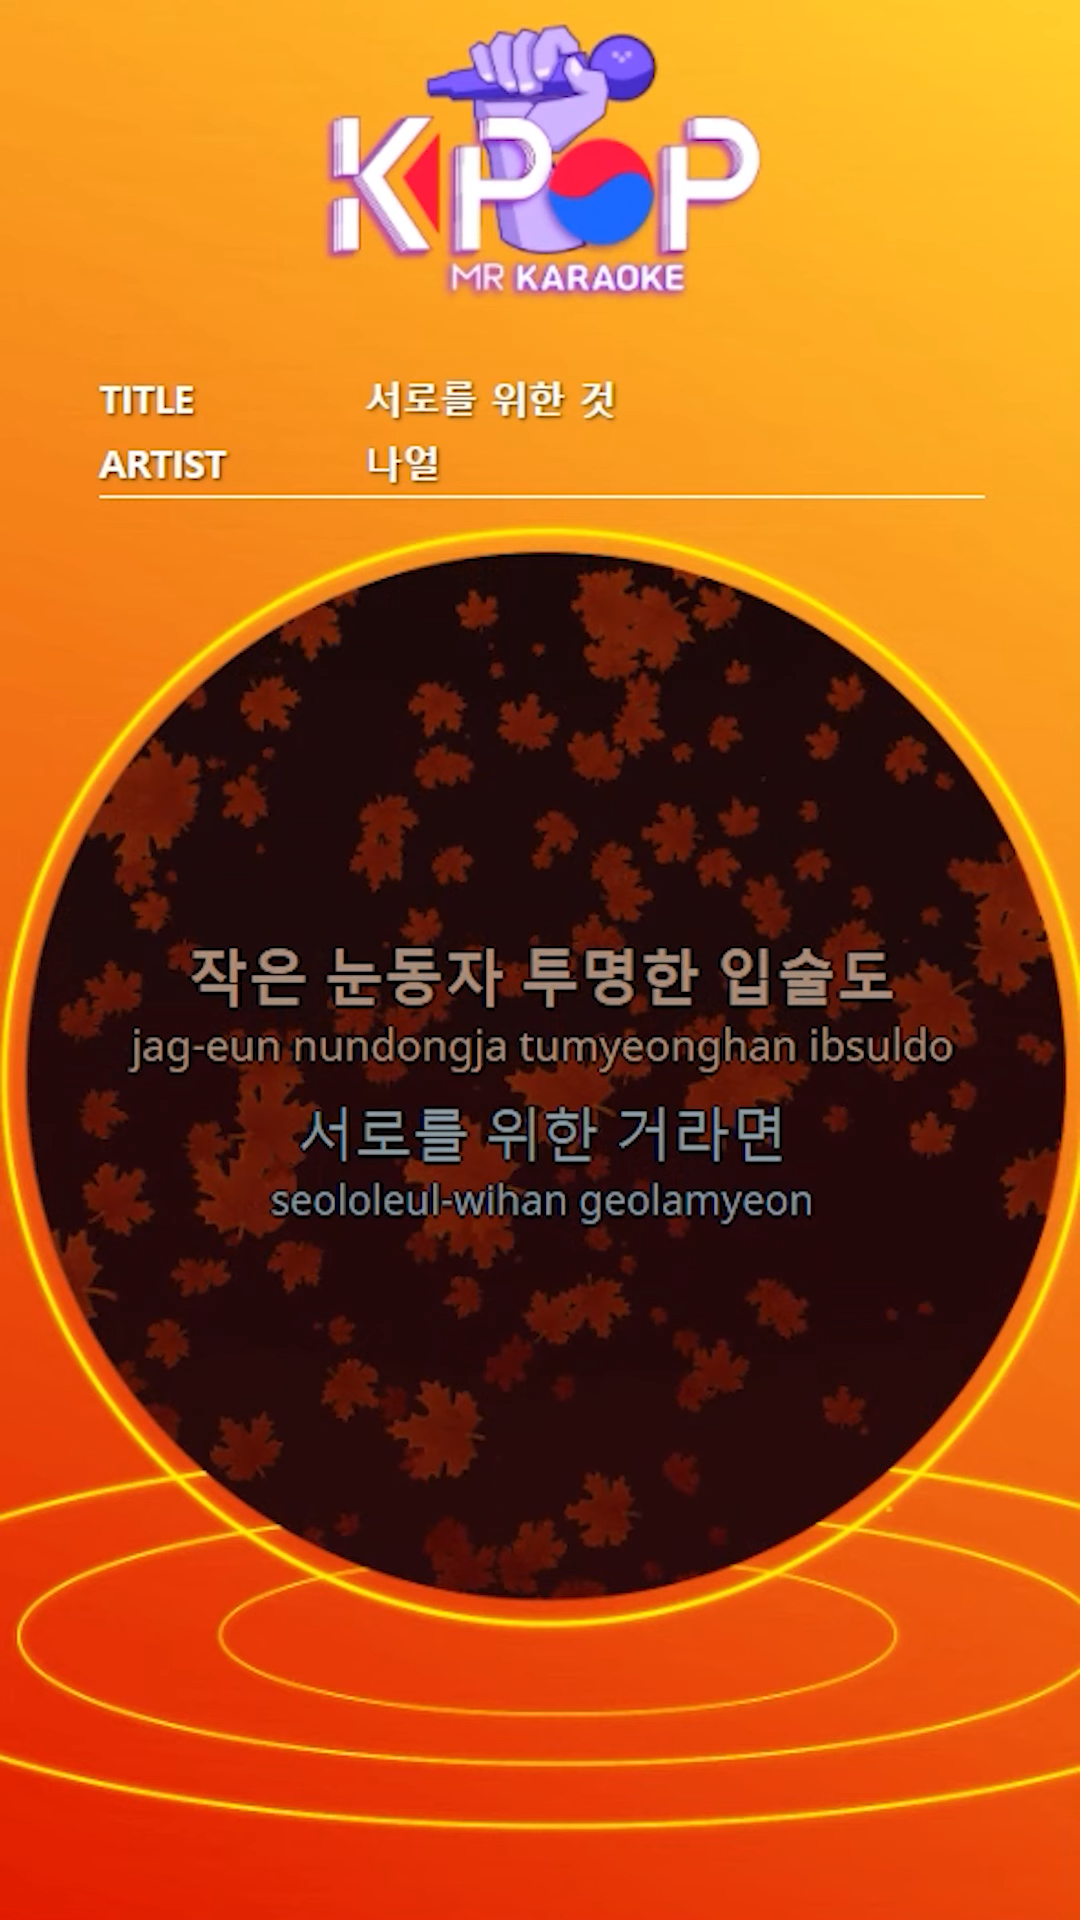 KPOP
MR KARAOKE
TITLE 서로를 위한 것
ARTIST 나얼
작은 눈동자 투명한 입술도
jag-eun nundongja tumyeonghan ibsuldo
서로를 위한 거라면
seololeul-wihan geolamyeon